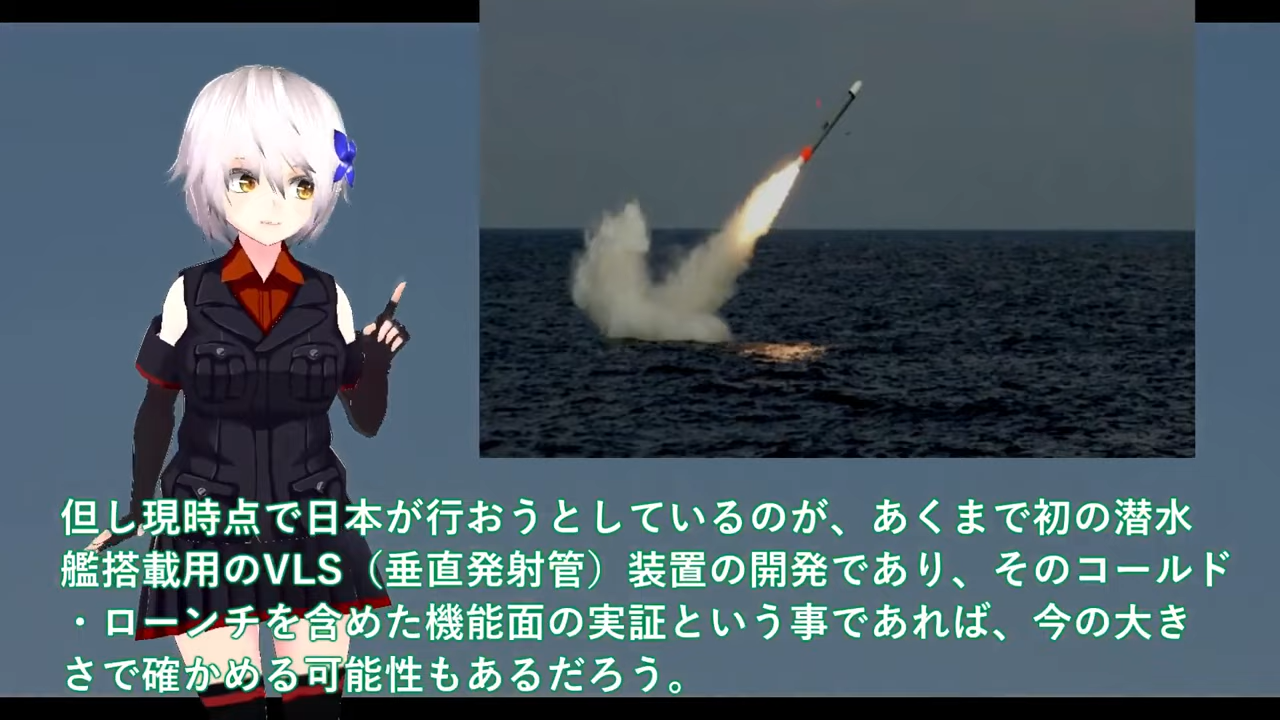 但し現時点で日本が行おうとしているのが、あくまで初の潜水
艦搭載用のVLS（垂直発射管）装置の開発であり、そのコールド
・ローンチを含めた機能面の実証という事であれば、今の大き
さで確かめる可能性もあるだろう。